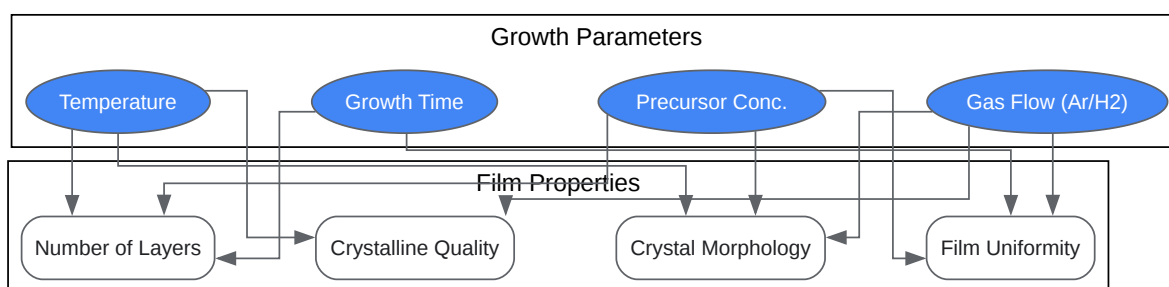 Growth Parameters
Temperature
Growth Time
Precursor Conc.
Gas Flow (Ar/H2)
Film Properties
Number of Layers
Crystalline Quality
Crystal Morphology
Film Uniformity